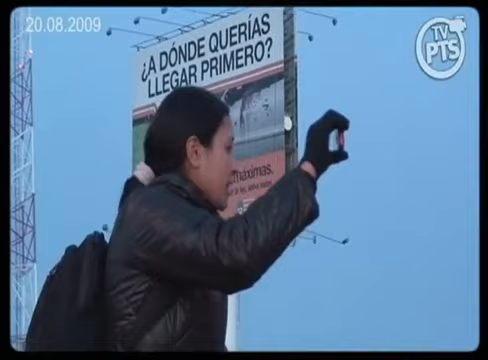 20.08.2009
TV
PTS
¿A DÓNDE QUERÍAS
LLEGAR PRIMERO?
máximas.